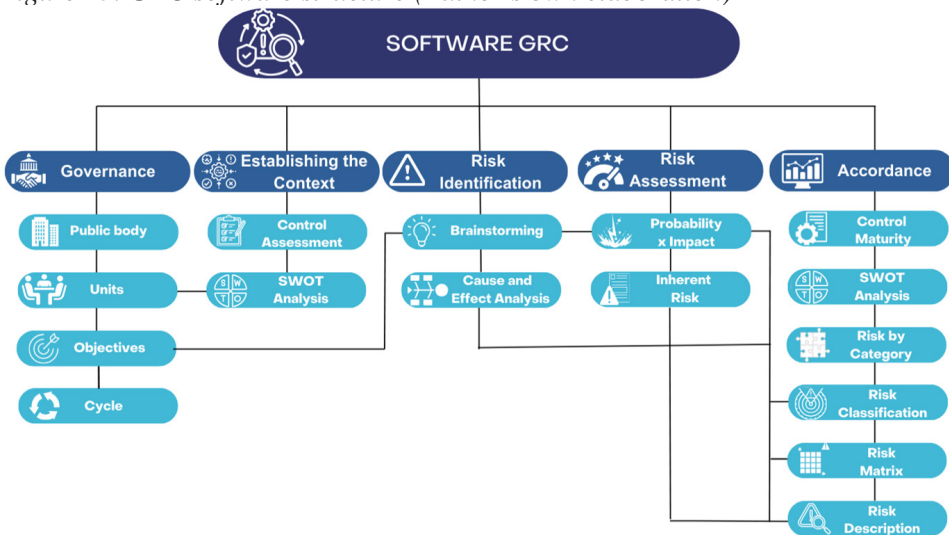 SOFTWARE GRC
Governance
Establishing the
Context
Risk
Identification
Risk
Assessment
Accordance
Public body
Units
Objectives
Cycle
Control
Assessment
S W
T O
SWOT
Analysis
Brainstorming
Cause and
Effect Analysis
Probability
x Impact
Inherent
Risk
Control
Maturity
S W
T O
SWOT
Analysis
Risk by
Category
Risk
Classification
Risk
Matrix
Risk
Description